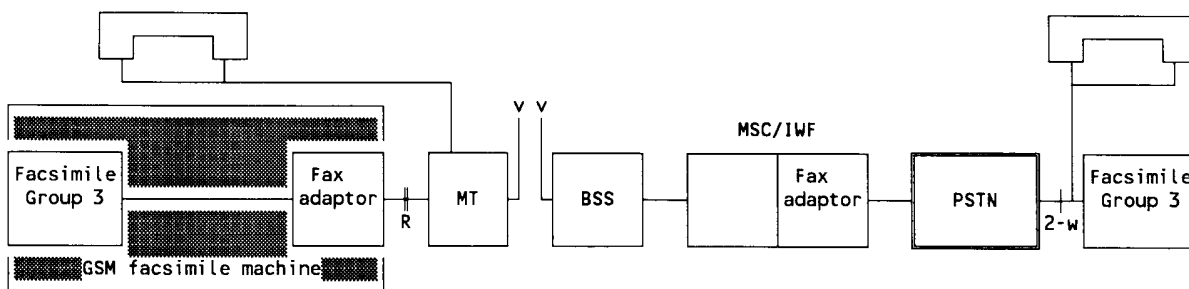 MSC/IWF
Facsimile
Group 3
Fax
adaptor
R
MT
BSS
Fax
adaptor
PSTN
2-w
Facsimile
Group 3
GSM facsimile machine